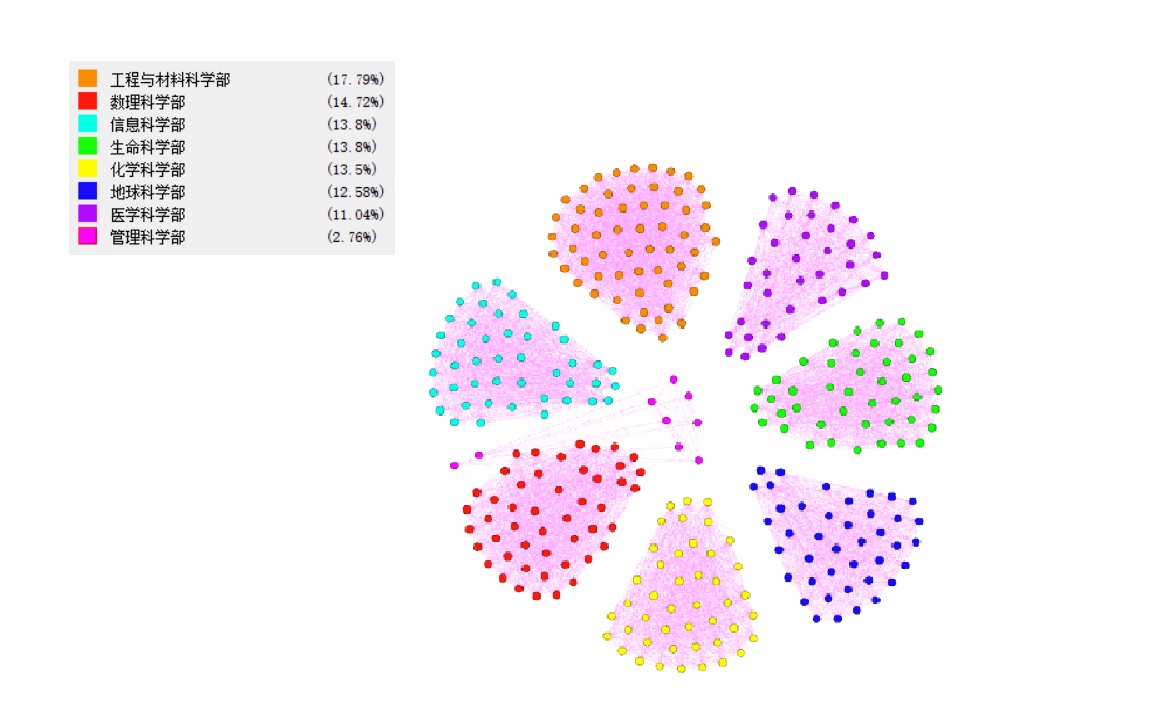 工程与材料科学部 (17.79%)
数理科学部 (14.72%)
信息科学部 (13.8%)
生命科学部 (13.8%)
化学科学部 (13.5%)
地球科学部 (12.58%)
医学科学部 (11.04%)
管理科学部 (2.76%)